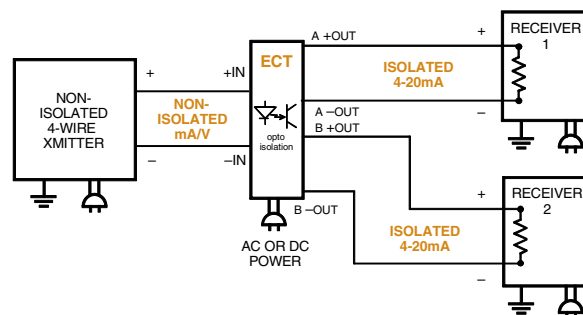 NON-
ISOLATED
4-WIRE
XMITTER
+
–
NON-
ISOLATED
mA/V
+IN
–IN
ECT
opto
isolation
AC OR DC
POWER
A +OUT
A –OUT
B +OUT
B –OUT
ISOLATED
4-20mA
+
–
RECEIVER
1
ISOLATED
4-20mA
+
–
RECEIVER
2